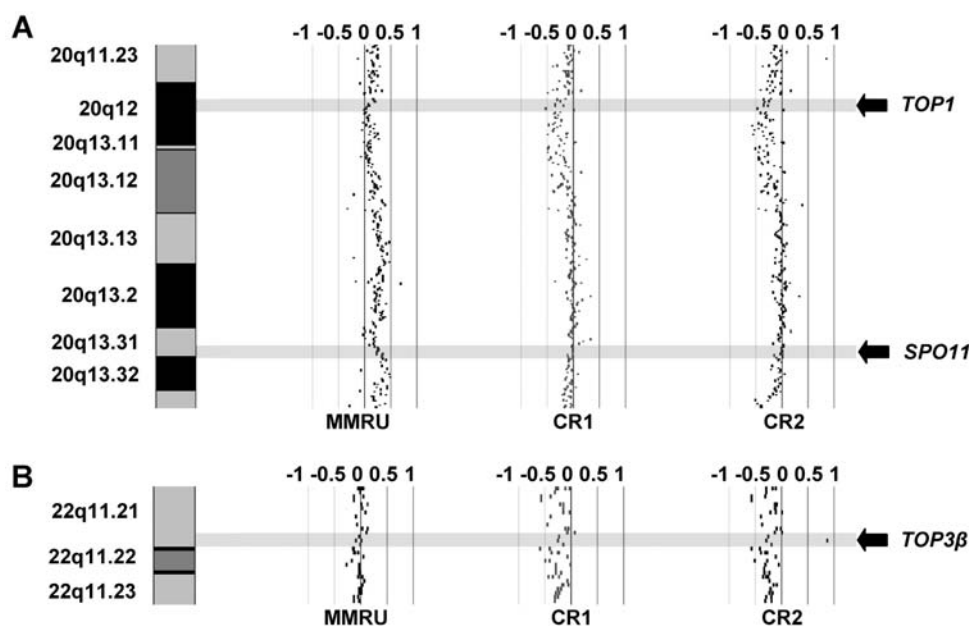 A
-1 -0.5 0 0.5 1 -1 -0.5 0 0.5 1 -1 -0.5 0 0.5 1
20q11.23
20q12 TOP1
20q13.11
20q13.12
20q13.13
20q13.2
20q13.31 SPO11
20q13.32
MMRU CR1 CR2
B
-1 -0.5 0 0.5 1 -1 -0.5 0 0.5 1 -1 -0.5 0 0.5 1
22q11.21
TOP3β
22q11.22
22q11.23
MMRU CR1 CR2